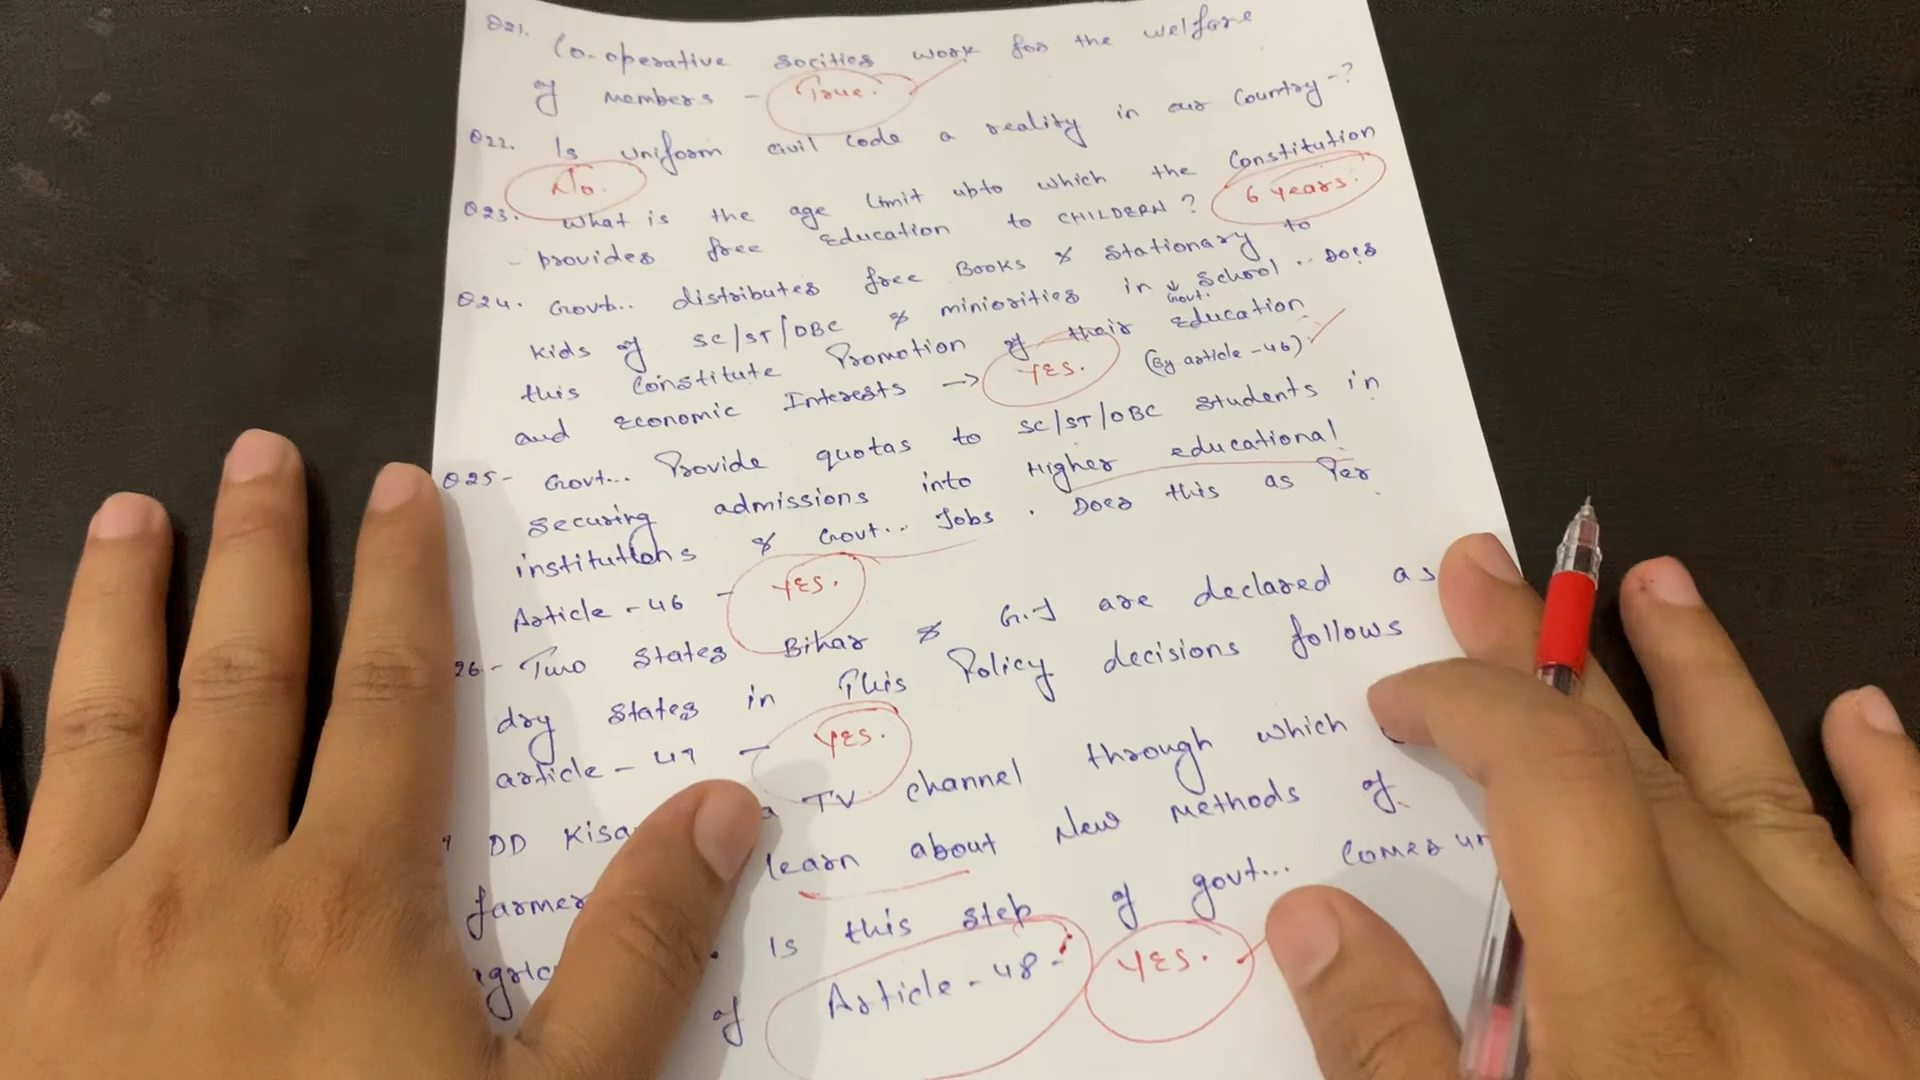 Q21. Co-operative socities work for the welfare
of members - True.
Q22. Is uniform civil code a reality in our country - ?
No.
Q23. What is the age limit upto which the Constitution
- provides free Education to CHILDERN ? 6 years.
Q24. Govt.. distributes free Books & Stationary to
kids of SC/ST/OBC & miniorities in Govt. School . Does
this constitute Promotion of their Education
and Economic Interests → YES. (By article - 46)
Q25 - Govt... Provide quotas to SC/ST/OBC students in
securing admissions into Higher educational
institutions & Govt... Jobs . Does this as Per
Article - 46 - YES.
26 - Two states Bihar & G.J are declared as
dry states in This Policy decisions follows
article - 47 - YES.
DD Kisa a TV channel through which
farmer learn about New Methods of
Is this step of govt... comes un
of Article - 48 - ? YES.